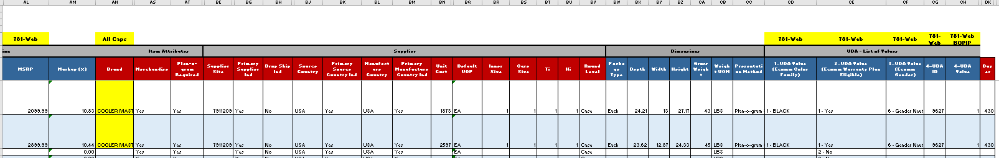 AL AM AN AS AT BE BG BH BJ BK BL BM BN BQ BR BS BT BU BV BW BX BY BZ CA CB CC CD CE CF CG CH DK
781-Web All Caps 781-Web 781-Web 781-Web 781-Web 781-Web BOPIP
Item Attributes Supplier Dimensions UDA - List of Values
MSRP Markup (%) Brand Merchandise Plan-o-gram Required Supplier Site Primary Supplier Ind Drop Ship Ind Source Country Primary Source Country Ind Manufacture Country Primary Manufacture Country Ind Unit Cost Default UOP Inner Size Case Size Ti Hi Round Level Package Type Depth Width Height Gross Weight Weight UOM Presentation Method 1-UDA Value (Ecomm Color Family) 2-UDA Value (Ecomm Warranty Plan Eligible) 3-UDA Value (Ecomm Gender) 4-UDA ID 4-UDA Value Buyer
2099.99 10.83 COOLER MAST Yes Yes 7911209 Yes No USA Yes USA Yes 1873 EA 1 1 1 1 Case Each 24.21 13 27.17 43 LBS Plan-o-gram 1 - BLACK 1 - Yes 6 - Gender Neut 9627 1 430
2899.99 10.44 COOLER MAST Yes Yes 7911209 Yes No USA Yes USA Yes 2597 EA 1 1 1 1 Case Each 23.62 12.87 24.33 45 LBS Plan-o-gram 1 - BLACK 1 - Yes 6 - Gender Neut 9627 1 430
0.00 Yes Yes Yes No USA Yes USA Yes EA Case LBS 2 - No